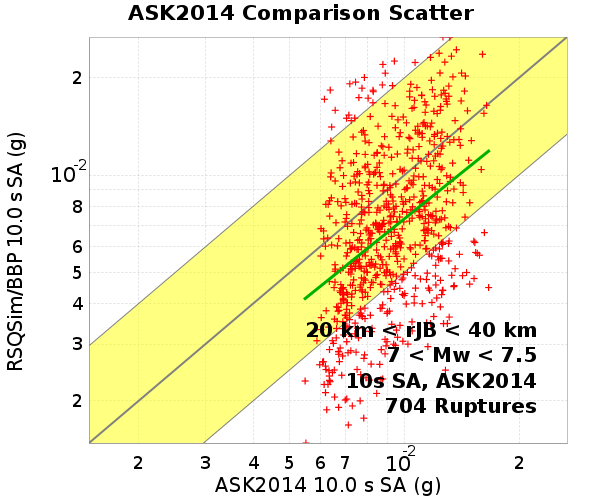 ASK2014 Comparison Scatter
RSQSim/BBP 10.0 s SA (g)
2
10-2
8
6
5
4
3
2
20 km < rJB < 40 km
7 < Mw < 7.5
10s SA, ASK2014
704 Ruptures
2 3 4 5 6 7 10-2 2
ASK2014 10.0 s SA (g)